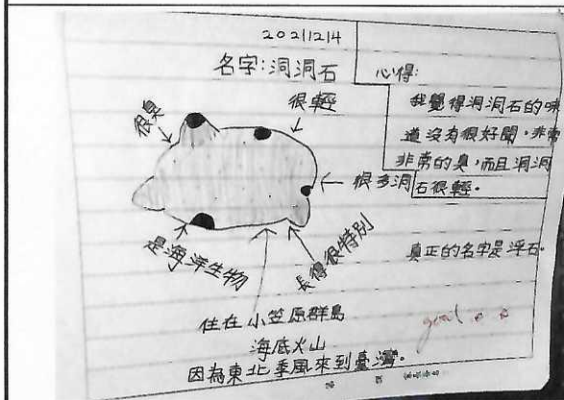 20211214
名字:洞洞石
很臭
很輕
很多洞
是海洋生物
長得很特別
住在小笠原群島
海底火山
因為東北季風來到臺灣。
心得:
我覺得洞洞石的味
道沒有很好聞,非常
非常的臭,而且洞洞
石很輕。
真正的名字是浮石。
good